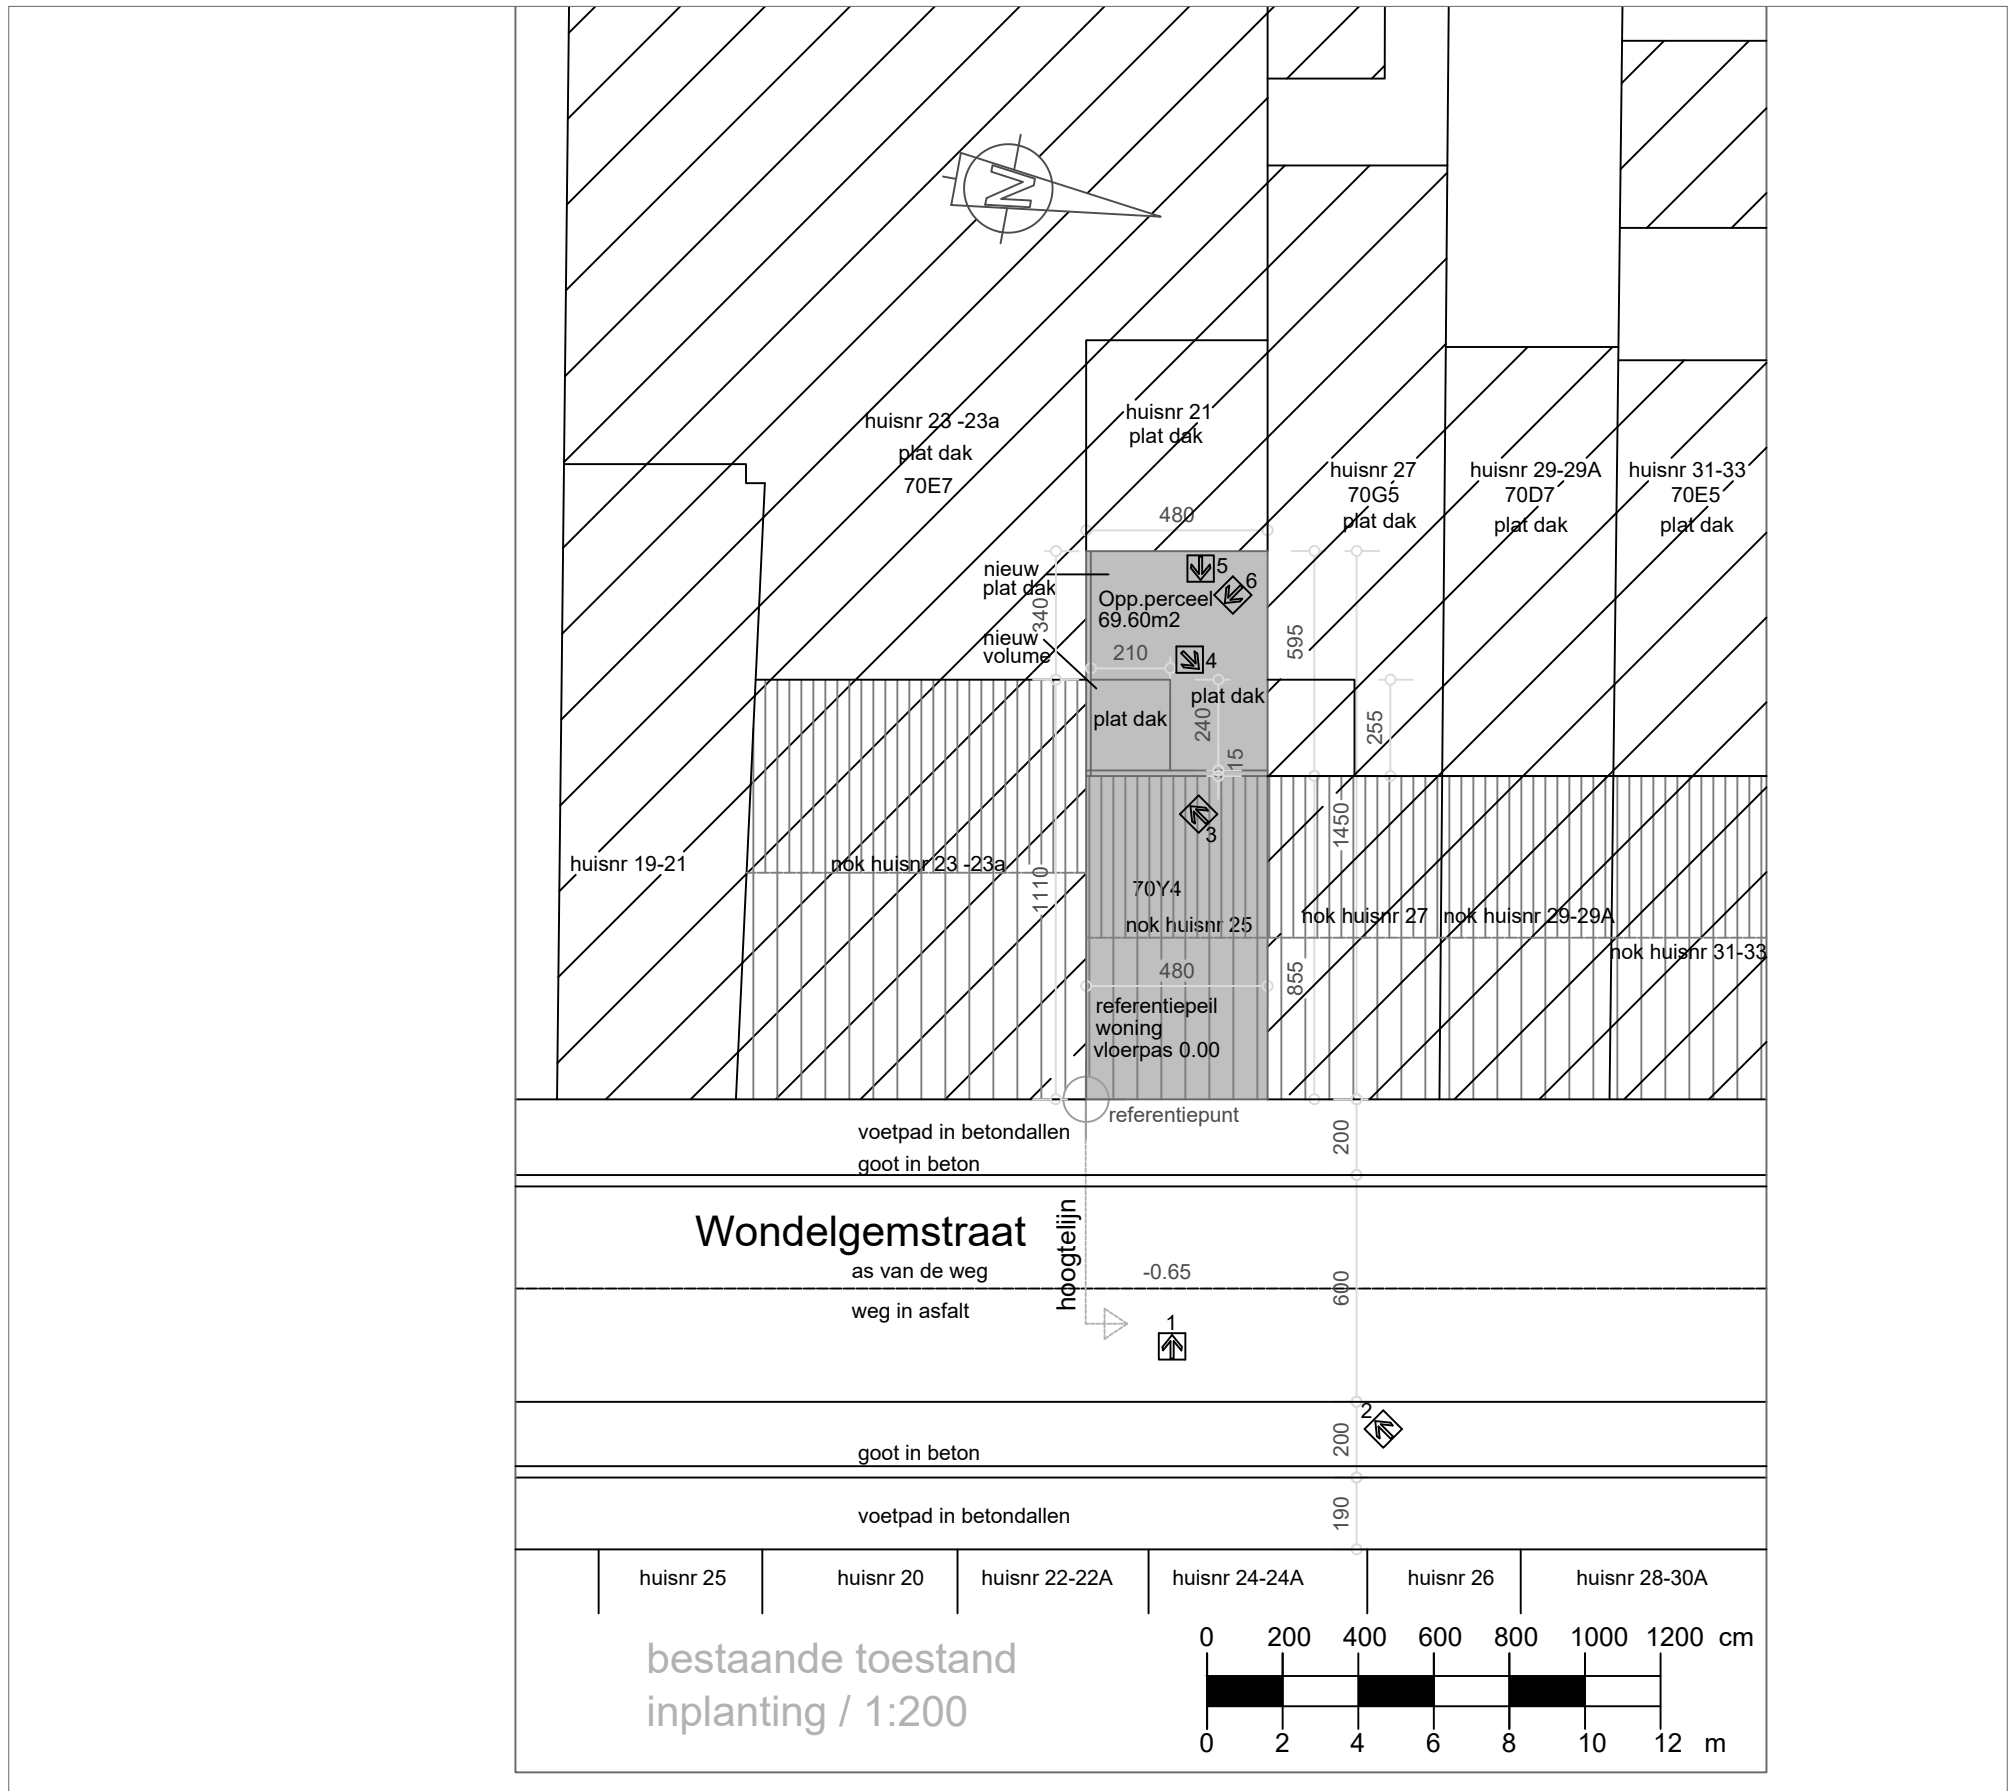 N
huisnr 23 -23a
plat dak
70E7
huisnr 21
plat dak
huisnr 27
70G5
plat dak
huisnr 29-29A
70D7
plat dak
huisnr 31-33
70E5
plat dak
480
nieuw
plat dak
340
5
6
Opp.perceel
69.60m2
595
nieuw
volume
210
4
plat dak
plat dak
240
15
255
3
1450
huisnr 19-21
nok huisnr 23 -23a
1110
70Y4
nok huisnr 25
nok huisnr 27
nok huisnr 29-29A
nok huisnr 31-33
480
855
referentiepeil
woning
vloerpas 0.00
referentiepunt
voetpad in betondallen
200
goot in beton
Wondelgemstraat
hoogtelijn
as van de weg
-0.65
600
weg in asfalt
1
2
200
goot in beton
voetpad in betondallen
190
huisnr 25
huisnr 20
huisnr 22-22A
huisnr 24-24A
huisnr 26
huisnr 28-30A
bestaande toestand
inplanting / 1:200
0 200 400 600 800 1000 1200 cm
0 2 4 6 8 10 12 m